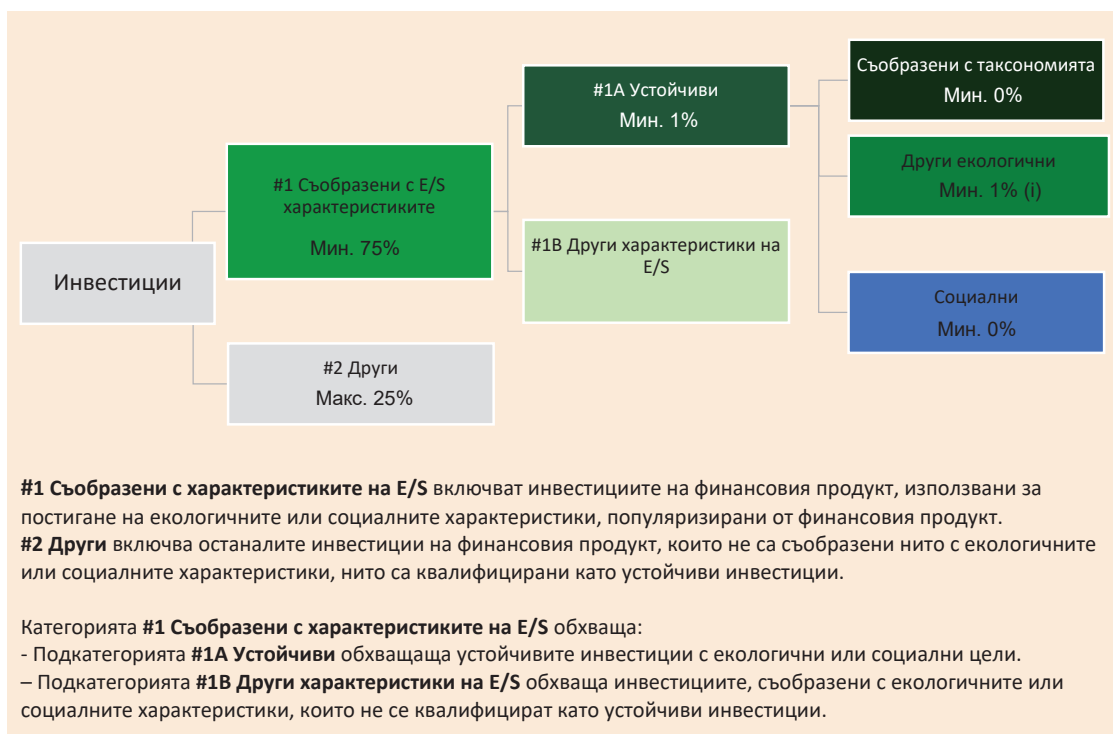 Инвестиции
#1 Съобразени с E/S
характеристиките
Мин. 75%
#2 Други
Макс. 25%
#1A Устойчиви
Мин. 1%
#1B Други характеристики на
E/S
Съобразени с таксономията
Мин. 0%
Други екологични
Мин. 1% (i)
Социални
Мин. 0%
#1 Съобразени с характеристиките на E/S включват инвестициите на финансовия продукт, използвани за
постигане на екологичните или социалните характеристики, популяризирани от финансовия продукт.
#2 Други включва останалите инвестиции на финансовия продукт, които не са съобразени нито с екологичните
или социалните характеристики, нито са квалифицирани като устойчиви инвестиции.
Категорията #1 Съобразени с характеристиките на E/S обхваща:
- Подкатегорията #1A Устойчиви обхващаща устойчивите инвестиции с екологични или социални цели.
– Подкатегорията #1B Други характеристики на E/S обхваща инвестициите, съобразени с екологичните или
социалните характеристики, които не се квалифицират като устойчиви инвестиции.